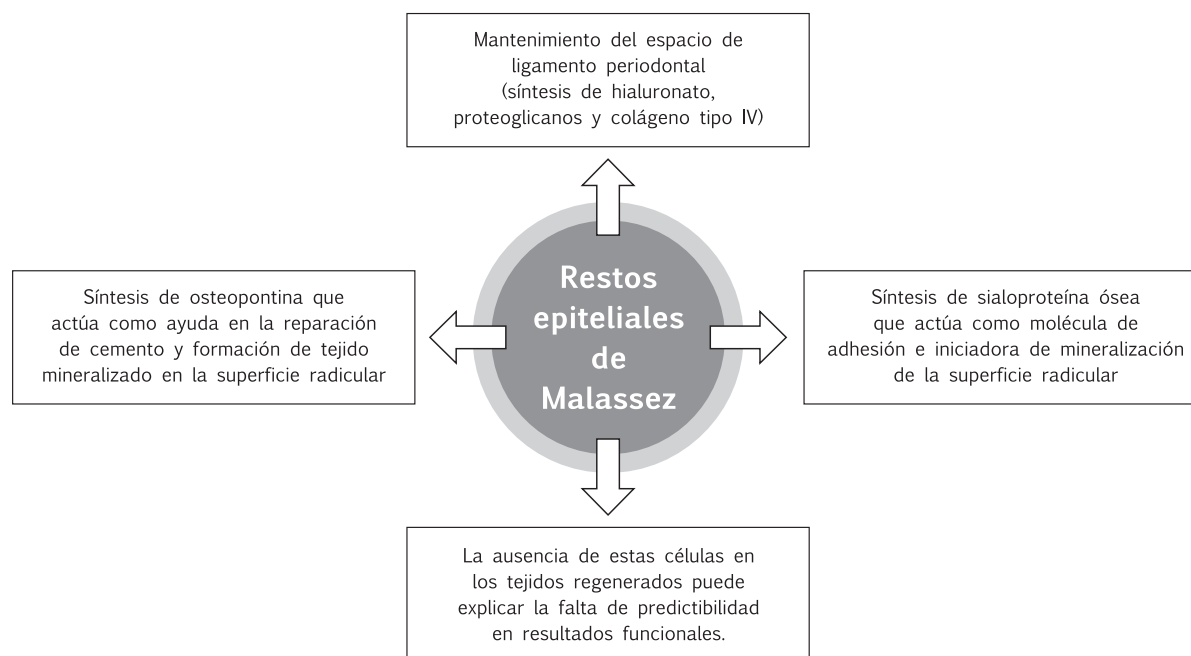 Mantenimiento del espacio de
ligamento periodontal
(síntesis de hialuronato,
proteoglicanos y colágeno tipo IV)
Síntesis de osteopontina que
actúa como ayuda en la reparación
de cemento y formación de tejido
mineralizado en la superficie radicular
Restos
epiteliales
de
Malassez
Síntesis de sialoproteína ósea
que actúa como molécula de
adhesión e iniciadora de mineralización
de la superficie radicular
La ausencia de estas células en
los tejidos regenerados puede
explicar la falta de predictibilidad
en resultados funcionales.